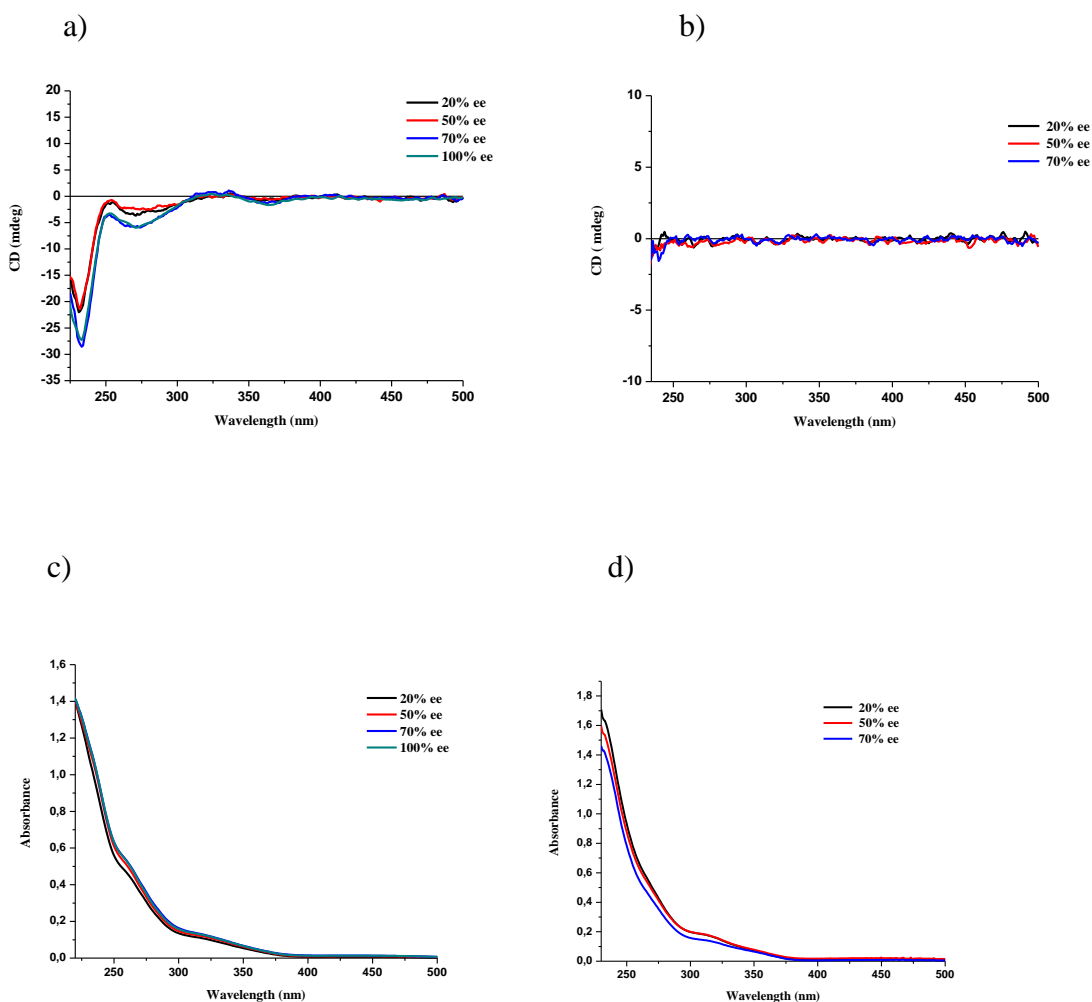 a)
b)
20
15
10
5
0
-5
-10
-15
-20
-25
-30
-35
CD (mdeg)
20% ee
50% ee
70% ee
100% ee
250 300 350 400 450 500
Wavelength (nm)
10
5
0
-5
-10
CD ( mdeg)
20% ee
50% ee
70% ee
250 300 350 400 450 500
Wavelength (nm)
c)
d)
1,6
1,4
1,2
1,0
0,8
0,6
0,4
0,2
0,0
Absorbance
20% ee
50% ee
70% ee
100% ee
250 300 350 400 450 500
Wavelength (nm)
1,8
1,6
1,4
1,2
1,0
0,8
0,6
0,4
0,2
0,0
Absorbance
20% ee
50% ee
70% ee
250 300 350 400 450 500
Wavelength (nm)